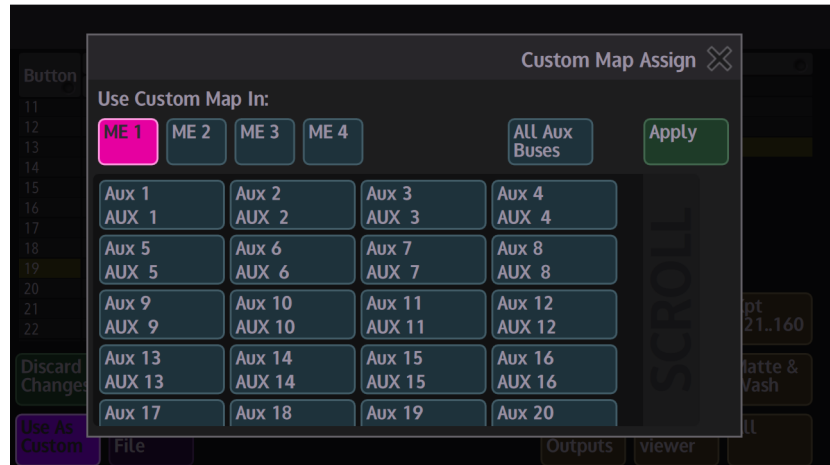 Custom Map Assign
Button
Use Custom Map In:
ME 1 ME 2 ME 3 ME 4 All Aux Buses Apply
11
12
13
14
15
16
17
18
19
20
21
22
Aux 1 Aux 2 Aux 3 Aux 4
AUX 1 AUX 2 AUX 3 AUX 4
Aux 5 Aux 6 Aux 7 Aux 8
AUX 5 AUX 6 AUX 7 AUX 8
Aux 9 Aux 10 Aux 11 Aux 12
AUX 9 AUX 10 AUX 11 AUX 12
Aux 13 Aux 14 Aux 15 Aux 16
AUX 13 AUX 14 AUX 15 AUX 16
Aux 17 Aux 18 Aux 19 Aux 20
SCROLL
21..160
Discard
Changes
Matte &
Wash
Use As
Custom
File
Outputs
viewer